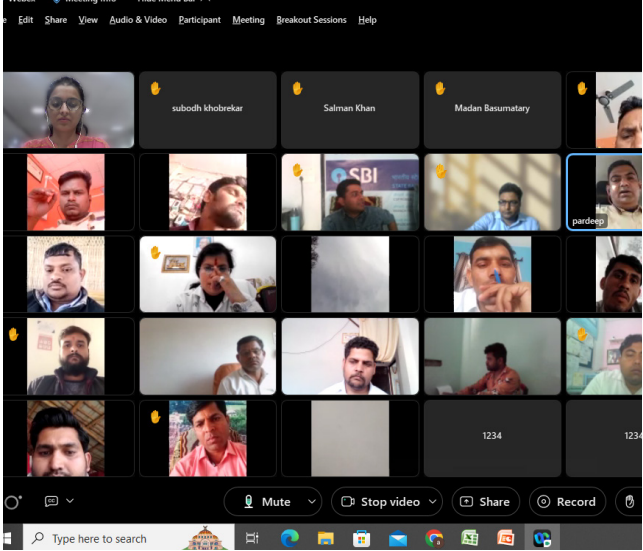 Edit Share View Audio & Video Participant Meeting Breakout Sessions Help
subodh khobrekar
Salman Khan
Madan Basumatary
SBI
pardeep
1234
1234
CC
Mute
Stop video
Share
Record
Type here to search